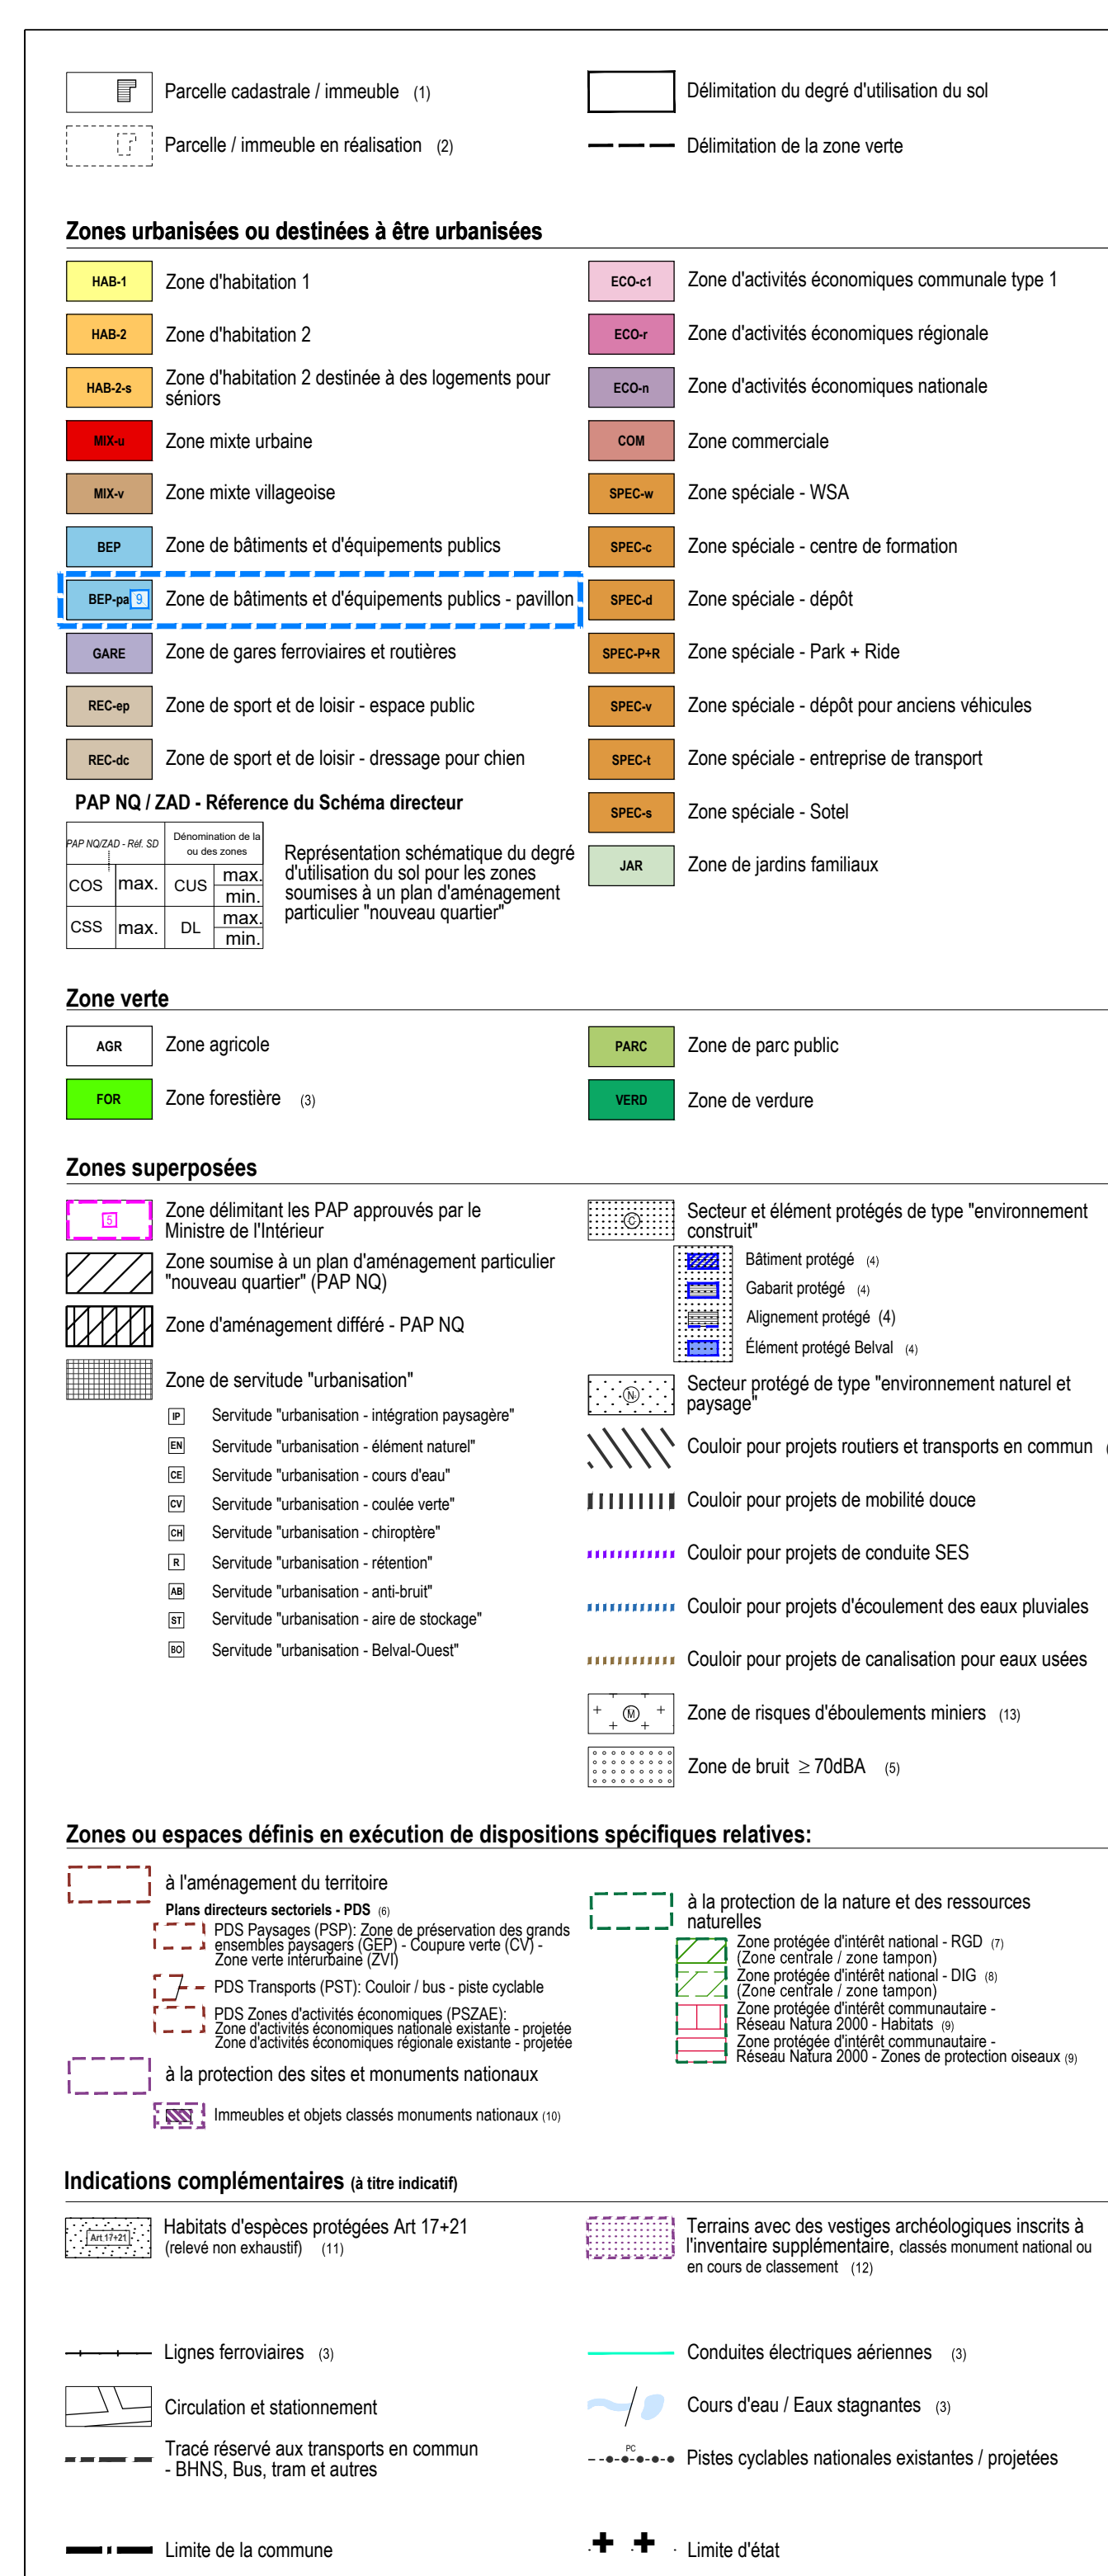 Parcelle cadastrale / immeuble (1)
Délimitation du degré d'utilisation du sol
Parcelle / immeuble en réalisation (2)
Délimitation de la zone verte
Zones urbanisées ou destinées à être urbanisées
HAB-1 Zone d'habitation 1
HAB-2 Zone d'habitation 2
HAB-2-s Zone d'habitation 2 destinée à des logements pour
séniors
MIX-u Zone mixte urbaine
MIX-v Zone mixte villageoise
BEP Zone de bâtiments et d'équipements publics
BEP-pa 9 Zone de bâtiments et d'équipements publics - pavillon
GARE Zone de gares ferroviaires et routières
REC-ep Zone de sport et de loisir - espace public
REC-dc Zone de sport et de loisir - dressage pour chien
ECO-c1 Zone d'activités économiques communale type 1
ECO-r Zone d'activités économiques régionale
ECO-n Zone d'activités économiques nationale
COM Zone commerciale
SPEC-w Zone spéciale - WSA
SPEC-c Zone spéciale - centre de formation
SPEC-d Zone spéciale - dépôt
SPEC-P+R Zone spéciale - Park + Ride
SPEC-v Zone spéciale - dépôt pour anciens véhicules
SPEC-t Zone spéciale - entreprise de transport
SPEC-s Zone spéciale - Sotel
JAR Zone de jardins familiaux
PAP NQ / ZAD - Réference du Schéma directeur
PAP NQ/ZAD - Réf. SD
Dénomination de la
ou des zones
COS max. CUS max.
min.
CSS max. DL max.
min.
Représentation schématique du degré
d'utilisation du sol pour les zones
soumises à un plan d'aménagement
particulier "nouveau quartier"
Zone verte
AGR Zone agricole
FOR Zone forestière (3)
PARC Zone de parc public
VERD Zone de verdure
Zones superposées
5 Zone délimitant les PAP approuvés par le
Ministre de l'Intérieur
Zone soumise à un plan d'aménagement particulier
"nouveau quartier" (PAP NQ)
Zone d'aménagement différé - PAP NQ
Zone de servitude "urbanisation"
IP Servitude "urbanisation - intégration paysagère"
EN Servitude "urbanisation - élément naturel"
CE Servitude "urbanisation - cours d'eau"
CV Servitude "urbanisation - coulée verte"
CH Servitude "urbanisation - chiroptère"
R Servitude "urbanisation - rétention"
AB Servitude "urbanisation - anti-bruit"
ST Servitude "urbanisation - aire de stockage"
BO Servitude "urbanisation - Belval-Ouest"
C Secteur et élément protégés de type "environnement
construit"
Bâtiment protégé (4)
Gabarit protégé (4)
Alignement protégé (4)
Élément protégé Belval (4)
N Secteur protégé de type "environnement naturel et
paysage"
Couloir pour projets routiers et transports en commun (
Couloir pour projets de mobilité douce
Couloir pour projets de conduite SES
Couloir pour projets d'écoulement des eaux pluviales
Couloir pour projets de canalisation pour eaux usées
M Zone de risques d'éboulements miniers (13)
Zone de bruit ≥ 70dBA (5)
Zones ou espaces définis en exécution de dispositions spécifiques relatives:
à l'aménagement du territoire
Plans directeurs sectoriels - PDS (6)
PDS Paysages (PSP): Zone de préservation des grands
ensembles paysagers (GEP) - Coupure verte (CV) -
Zone verte interurbaine (ZVI)
PDS Transports (PST): Couloir / bus - piste cyclable
PDS Zones d'activités économiques (PSZAE):
Zone d'activités économiques nationale existante - projetée
Zone d'activités économiques régionale existante - projetée
à la protection des sites et monuments nationaux
Immeubles et objets classés monuments nationaux (10)
à la protection de la nature et des ressources
naturelles
Zone protégée d'intérêt national - RGD (7)
(Zone centrale / zone tampon)
Zone protégée d'intérêt national - DIG (8)
(Zone centrale / zone tampon)
Zone protégée d'intérêt communautaire -
Réseau Natura 2000 - Habitats (9)
Zone protégée d'intérêt communautaire -
Réseau Natura 2000 - Zones de protection oiseaux (9)
Indications complémentaires (à titre indicatif)
Art.17+21 Habitats d'espèces protégées Art 17+21
(relevé non exhaustif) (11)
Terrains avec des vestiges archéologiques inscrits à
l'inventaire supplémentaire, classés monument national ou
en cours de classement (12)
Lignes ferroviaires (3)
Conduites électriques aériennes (3)
Circulation et stationnement
Cours d'eau / Eaux stagnantes (3)
Tracé réservé aux transports en commun
- BHNS, Bus, tram et autres
PC Pistes cyclables nationales existantes / projetées
Limite de la commune
Limite d'état